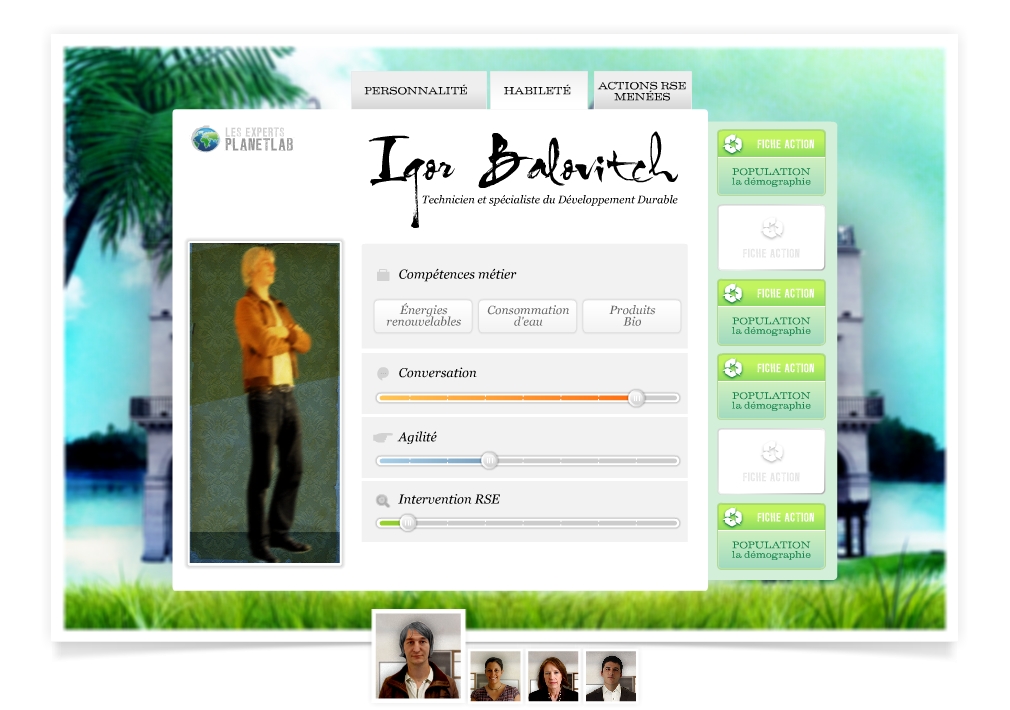 PERSONNALITÉ
HABILETÉ
ACTIONS RSE
MENÉES
LES EXPERTS
PLANETLAB
Igor Balovitch
Technicien et spécialiste du Développement Durable
Compétences métier
Énergies
renouvelables
Consommation
d'eau
Produits
Bio
Conversation
Agilité
Intervention RSE
FICHE ACTION
POPULATION
la démographie
FICHE ACTION
FICHE ACTION
POPULATION
la démographie
FICHE ACTION
POPULATION
la démographie
FICHE ACTION
FICHE ACTION
POPULATION
la démographie